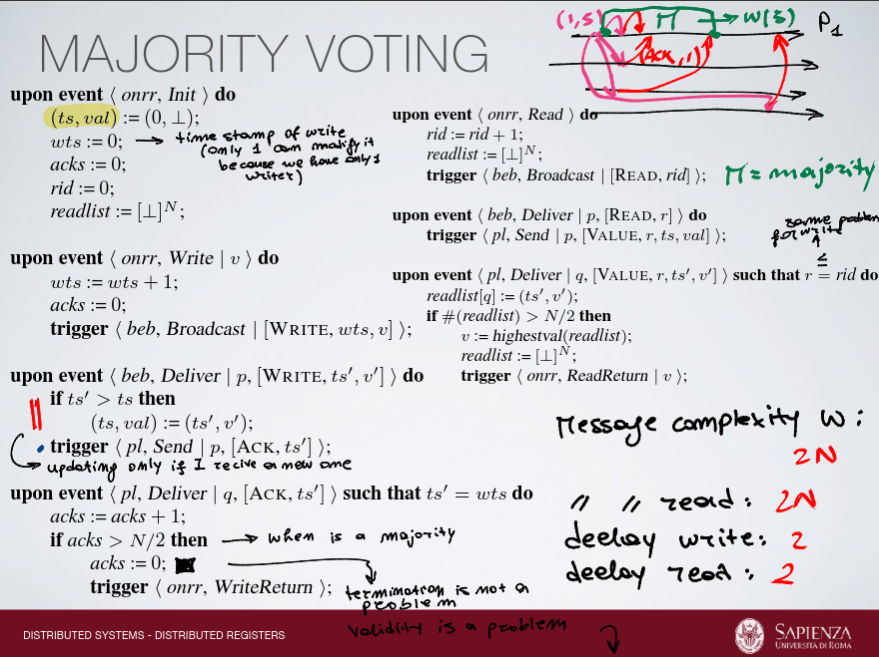 MAJORITY VOTING
(1,5) M → W(5) P1
(ACK,1)
upon event ⟨ onrr, Init ⟩ do
(ts, val) := (0, ⊥);
wts := 0; → time stamp of write
(only 1 can modify it
because we have only 1
writer)
acks := 0;
rid := 0;
readlist := [⊥]^N;
upon event ⟨ onrr, Write | v ⟩ do
wts := wts + 1;
acks := 0;
trigger ⟨ beb, Broadcast | [WRITE, wts, v] ⟩;
upon event ⟨ beb, Deliver | p, [WRITE, ts′, v′] ⟩ do
if ts′ > ts then
(ts, val) := (ts′, v′);
trigger ⟨ pl, Send | p, [ACK, ts′] ⟩;
→ updating only if I recive a new one
upon event ⟨ pl, Deliver | q, [ACK, ts′] ⟩ such that ts′ = wts do
acks := acks + 1;
if acks > N/2 then → when is a majority
acks := 0;
trigger ⟨ onrr, WriteReturn ⟩;
termination is not a
problem
validity is a problem
upon event ⟨ onrr, Read ⟩ do
rid := rid + 1;
readlist := [⊥]^N;
trigger ⟨ beb, Broadcast | [READ, rid] ⟩;
M = majority
upon event ⟨ beb, Deliver | p, [READ, r] ⟩ do
trigger ⟨ pl, Send | p, [VALUE, r, ts, val] ⟩;
same problem
for write
≤
upon event ⟨ pl, Deliver | q, [VALUE, r, ts′, v′] ⟩ such that r = rid do
readlist[q] := (ts′, v′);
if #(readlist) > N/2 then
v := highestval(readlist);
readlist := [⊥]^N;
trigger ⟨ onrr, ReadReturn | v ⟩;
Message complexity W:
2N
" " read: 2N
deelay write: 2
deelay read: 2
DISTRIBUTED SYSTEMS - DISTRIBUTED REGISTERS
SAPIENZA
UNIVERSITÀ DI ROMA